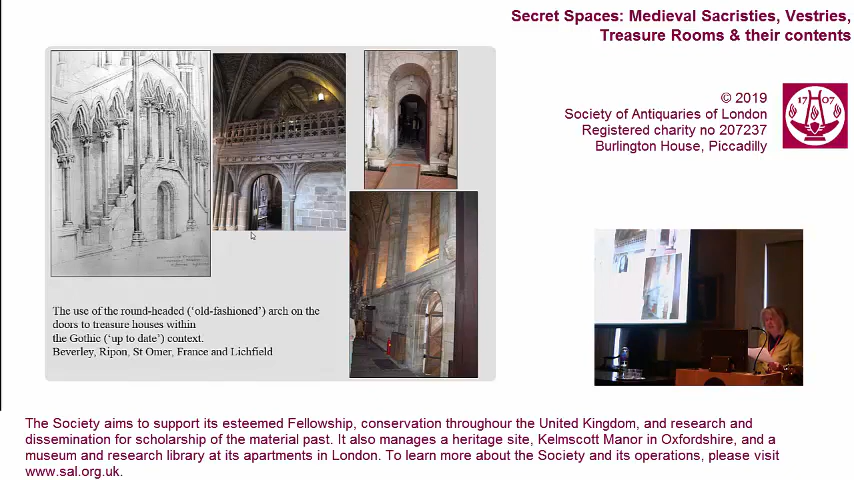 Secret Spaces: Medieval Sacristies, Vestries,
Treasure Rooms & their contents
© 2019
Society of Antiquaries of London
Registered charity no 207237
Burlington House, Piccadilly
17 07
The use of the round-headed ('old-fashioned') arch on the
doors to treasure houses within
the Gothic ('up to date') context.
Beverley, Ripon, St Omer, France and Lichfield
The Society aims to support its esteemed Fellowship, conservation throughour the United Kingdom, and research and
dissemination for scholarship of the material past. It also manages a heritage site, Kelmscott Manor in Oxfordshire, and a
museum and research library at its apartments in London. To learn more about the Society and its operations, please visit
www.sal.org.uk.